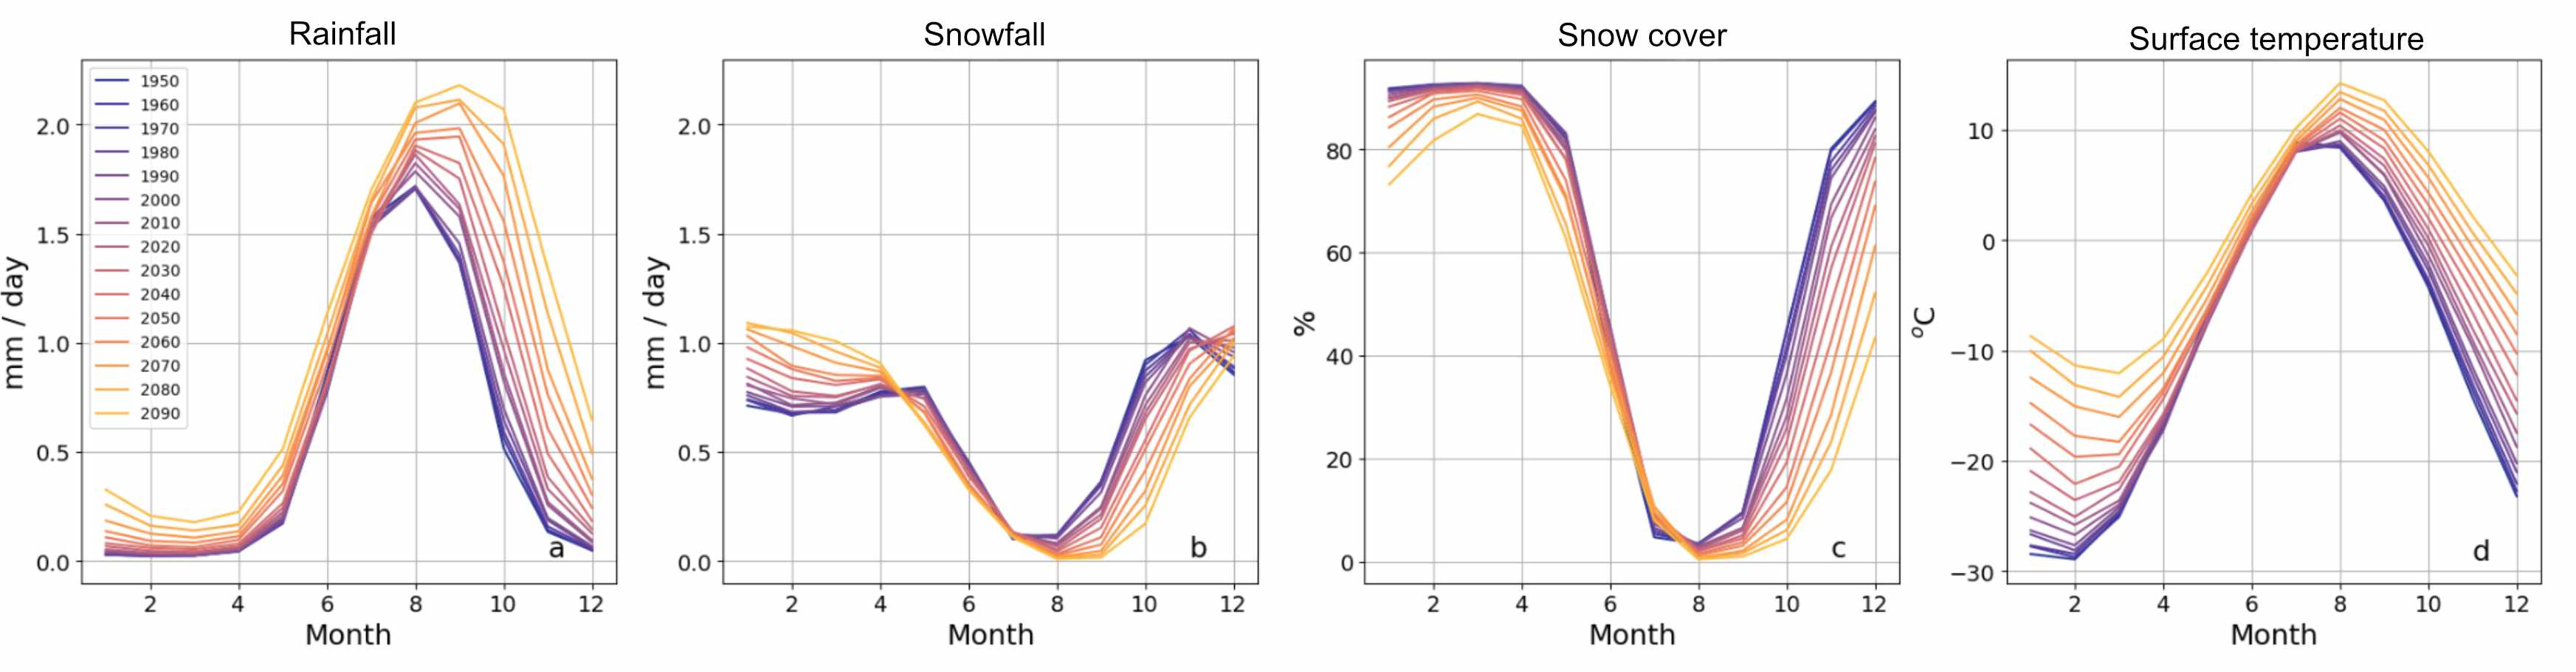 Rainfall
mm / day
2.0
1.5
1.0
0.5
0.0
1950
1960
1970
1980
1990
2000
2010
2020
2030
2040
2050
2060
2070
2080
2090
a
2 4 6 8 10 12
Month
Snowfall
mm / day
2.0
1.5
1.0
0.5
0.0
b
2 4 6 8 10 12
Month
Snow cover
%
80
60
40
20
0
c
2 4 6 8 10 12
Month
Surface temperature
°C
10
0
−10
−20
−30
d
2 4 6 8 10 12
Month